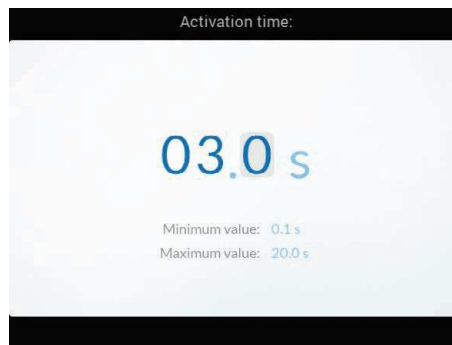 Activation time:
03.0 s
Minimum value: 0.1 s
Maximum value: 20.0 s